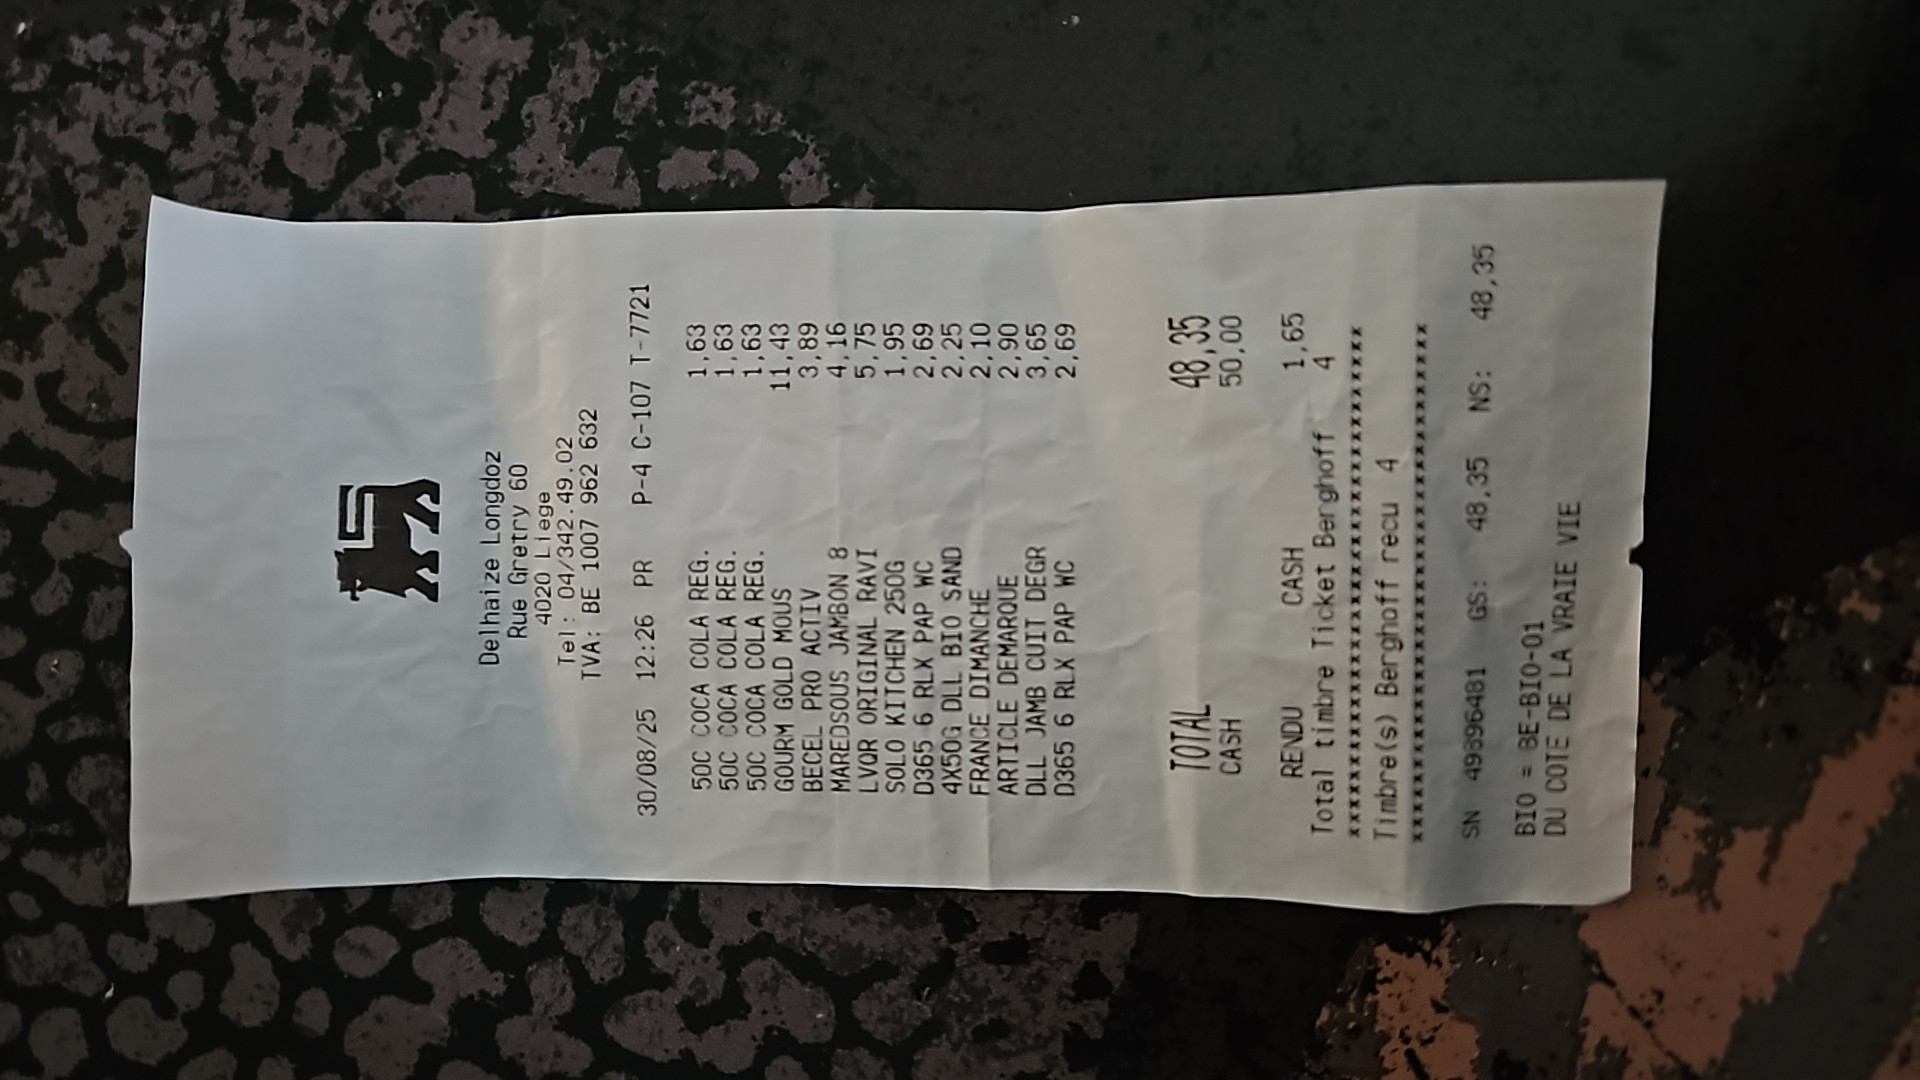 Delhaize Longdoz
Rue Gretry 60
4020 Liege
Tel: 04/342.49.02
TVA: BE 1007 962 632
30/08/25 12:26 PR P-4 C-107 T-7721
50C COCA COLA REG. 1,63
50C COCA COLA REG. 1,63
50C COCA COLA REG. 1,63
GOURM GOLD MOUS 11,43
BECEL PRO ACTIV 3,89
MAREDSOUS JAMBON 8 4,16
LVQR ORIGINAL RAVI 5,75
SOLO KITCHEN 250G 1,95
D365 6 RLX PAP WC 2,69
4X50G DLL BIO SAND 2,25
FRANCE DIMANCHE 2,10
ARTICLE DEMARQUE 2,90
DLL JAMB CUIT DEGR 3,65
D365 6 RLX PAP WC 2,69
TOTAL 48,35
CASH 50,00
RENDU CASH 1,65
Total timbre Ticket Berghoff 4
xxxxxxxxxxxxxxxxxxxxxxxxxxxxxxxxxxxxxx
Timbre(s) Berghoff recu 4
xxxxxxxxxxxxxxxxxxxxxxxxxxxxxxxxxxxxxx
SN 49896481 GS: 48,35 NS: 48,35
BIO = BE-BIO-01
DU COTE DE LA VRAIE VIE